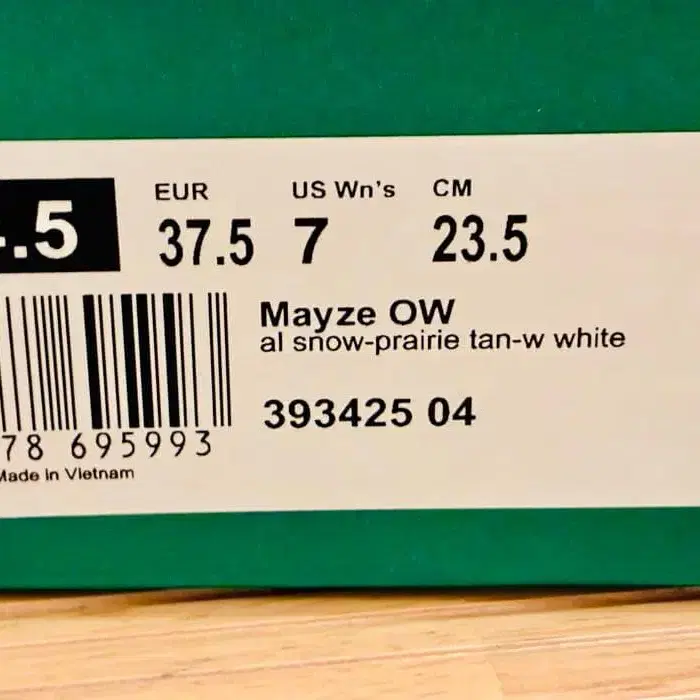 EUR US Wn's CM
.5 37.5 7 23.5
Mayze OW
al snow-prairie tan-w white
393425 04
78 695993
Made in Vietnam